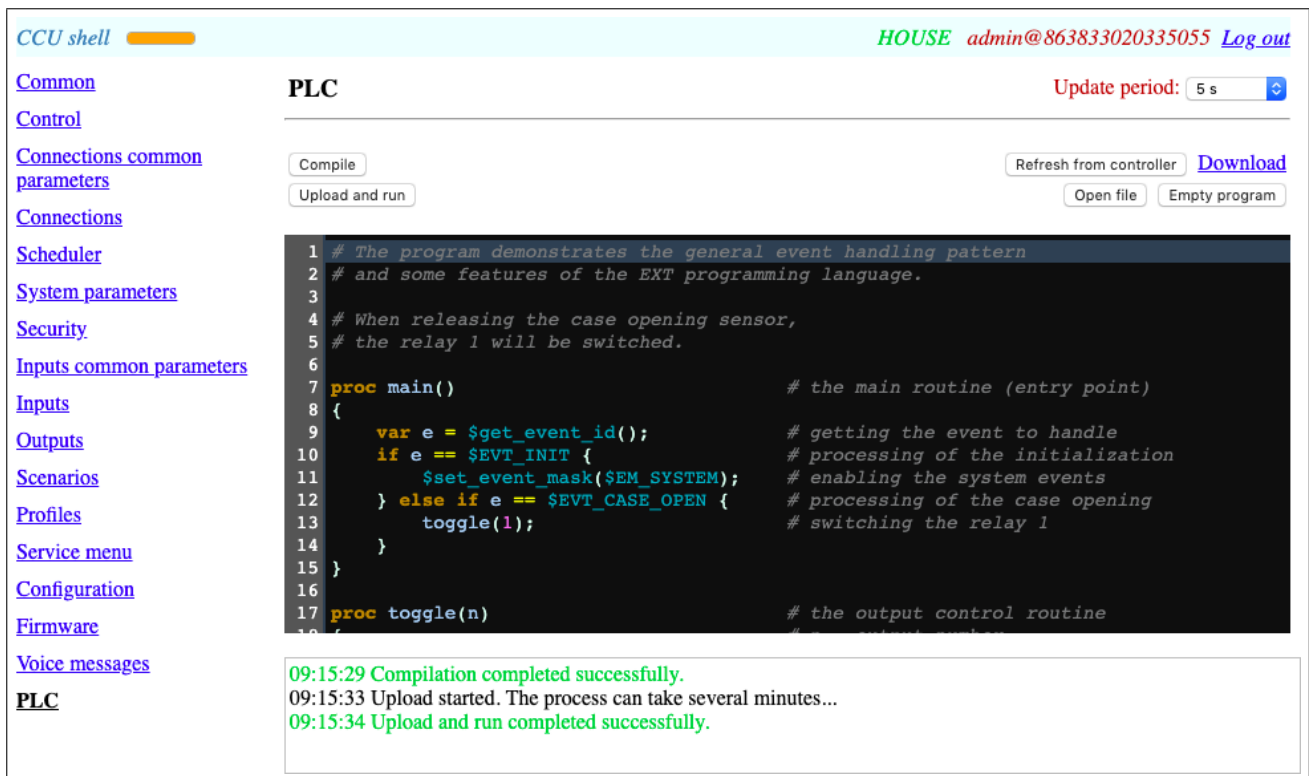 CCU shell HOUSE admin@863833020335055 Log out
Common
Control
Connections common
parameters
Connections
Scheduler
System parameters
Security
Inputs common parameters
Inputs
Outputs
Scenarios
Profiles
Service menu
Configuration
Firmware
Voice messages
PLC
PLC Update period: 5 s
Compile Refresh from controller Download
Upload and run Open file Empty program
1 # The program demonstrates the general event handling pattern
2 # and some features of the EXT programming language.
3
4 # When releasing the case opening sensor,
5 # the relay 1 will be switched.
6
7 proc main() # the main routine (entry point)
8 {
9 var e = $get_event_id(); # getting the event to handle
10 if e == $EVT_INIT { # processing of the initialization
11 $set_event_mask($EM_SYSTEM); # enabling the system events
12 } else if e == $EVT_CASE_OPEN { # processing of the case opening
13 toggle(1); # switching the relay 1
14 }
15 }
16
17 proc toggle(n) # the output control routine
09:15:29 Compilation completed successfully.
09:15:33 Upload started. The process can take several minutes...
09:15:34 Upload and run completed successfully.